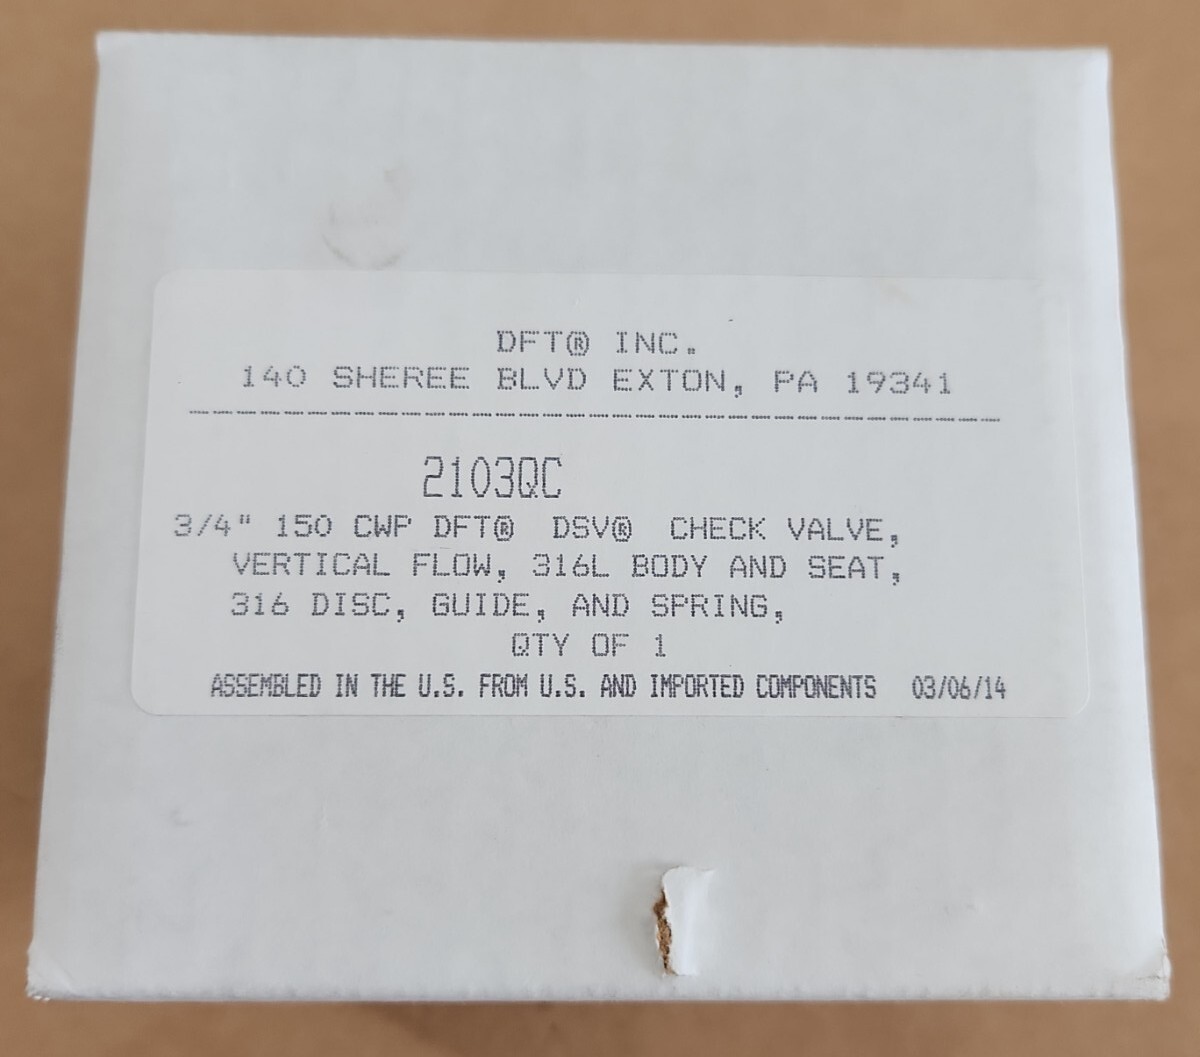 DFT® INC.
140 SHEREE BLVD EXTON, PA 19341
2103QC
3/4" 150 CWP DFT® DSV® CHECK VALVE,
VERTICAL FLOW, 316L BODY AND SEAT,
316 DISC, GUIDE, AND SPRING,
QTY OF 1
ASSEMBLED IN THE U.S. FROM U.S. AND IMPORTED COMPONENTS 03/06/14